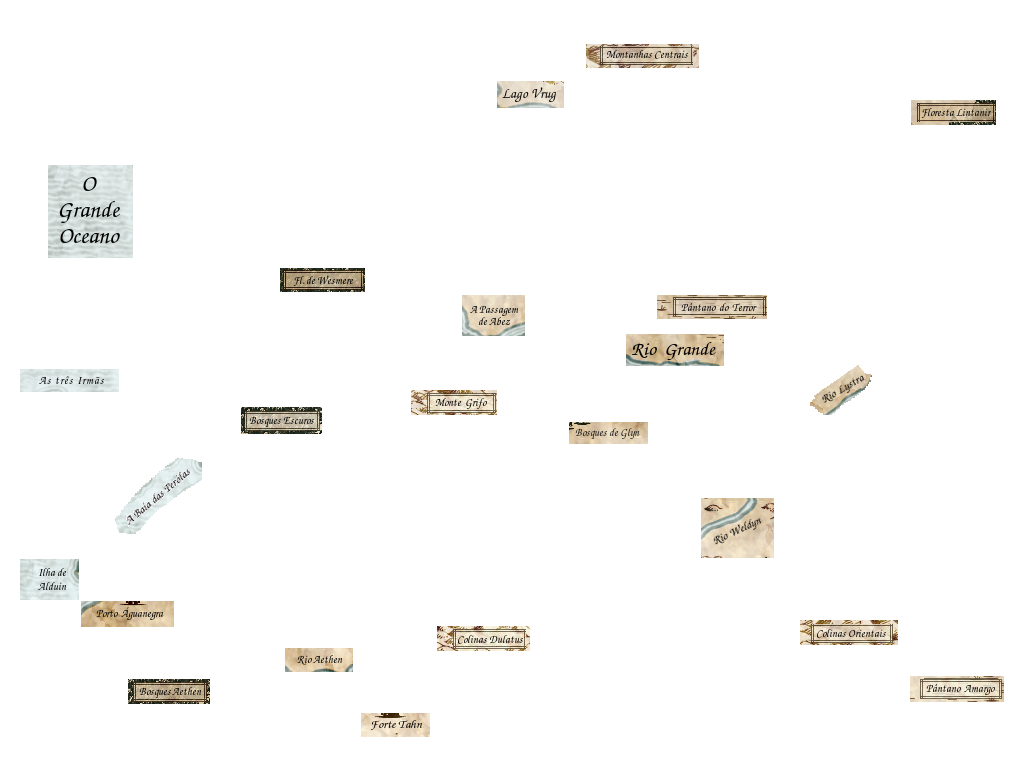 Montanhas Centrais
Lago Vrug
Floresta Lintanir
O
Grande
Oceano
Fl. de Wesmere
A Passagem
de Abez
Pântano do Terror
Rio Grande
As três Irmãs
Rio Lystra
Monte Grifo
Bosques Escuros
Bosques de Glyn
A Baía das Pérolas
Rio Weldyn
Ilha de
Alduin
Porto Águanegra
Colinas Dulatus
Colinas Orientais
Rio Aethen
Bosques Aethen
Pântano Amargo
Forte Tahn